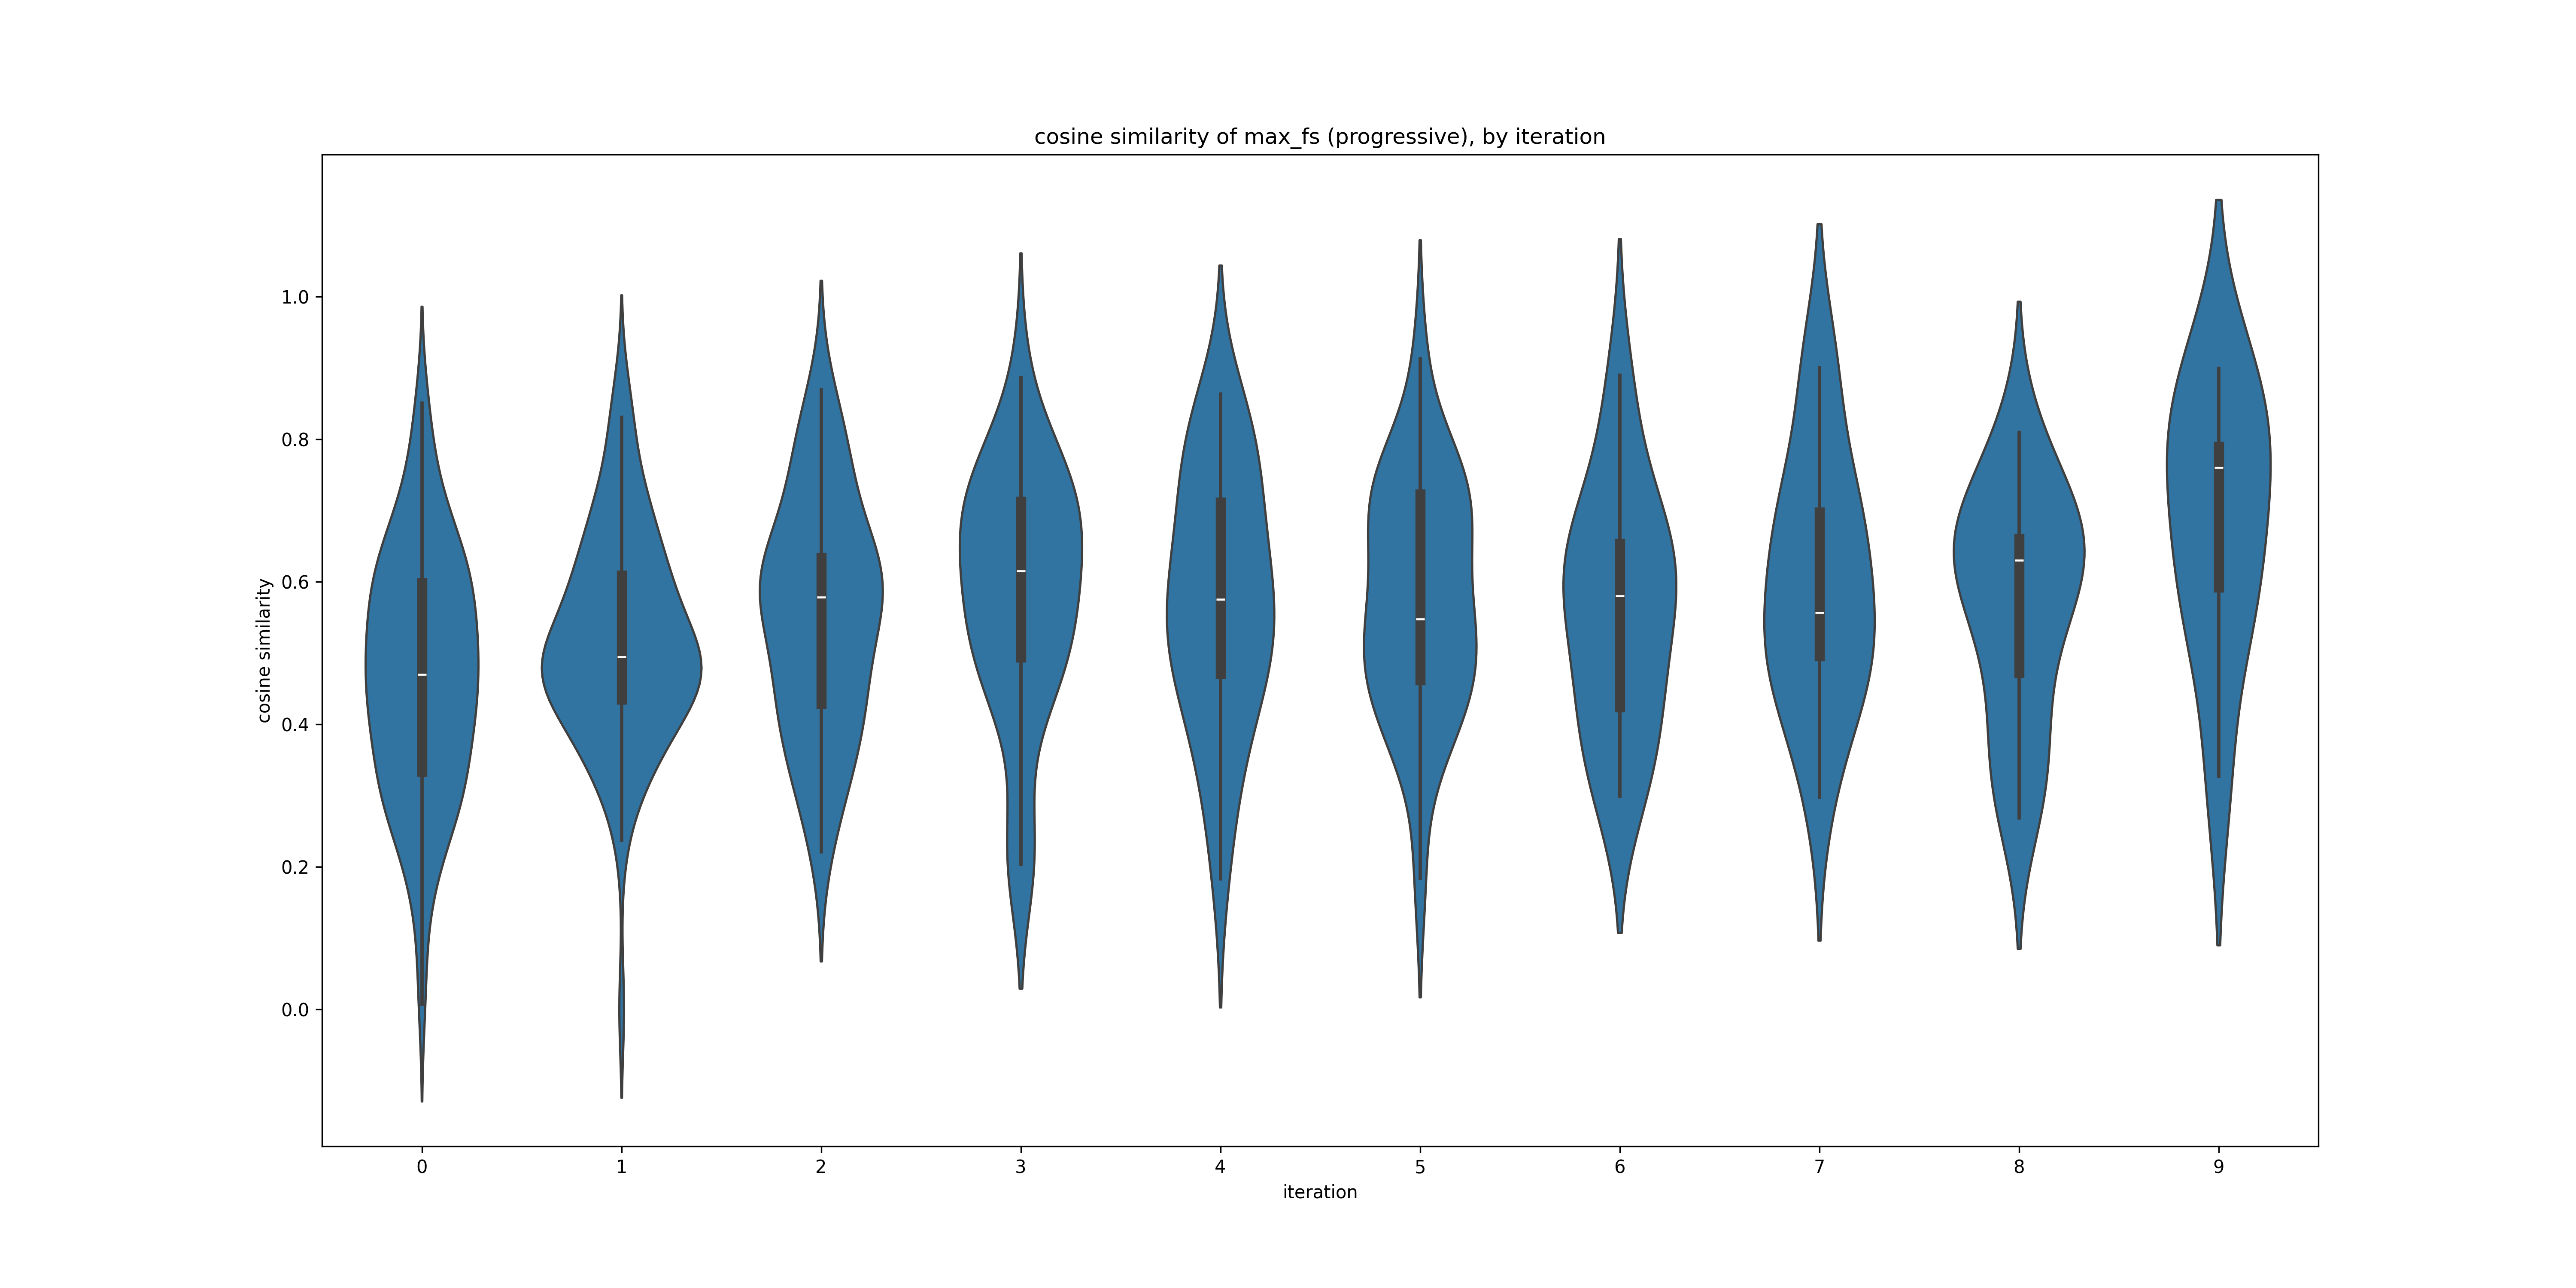 cosine similarity of max_fs (progressive), by iteration
1.0
0.8
0.6
0.4
0.2
0.0
cosine similarity
0 1 2 3 4 5 6 7 8 9
iteration